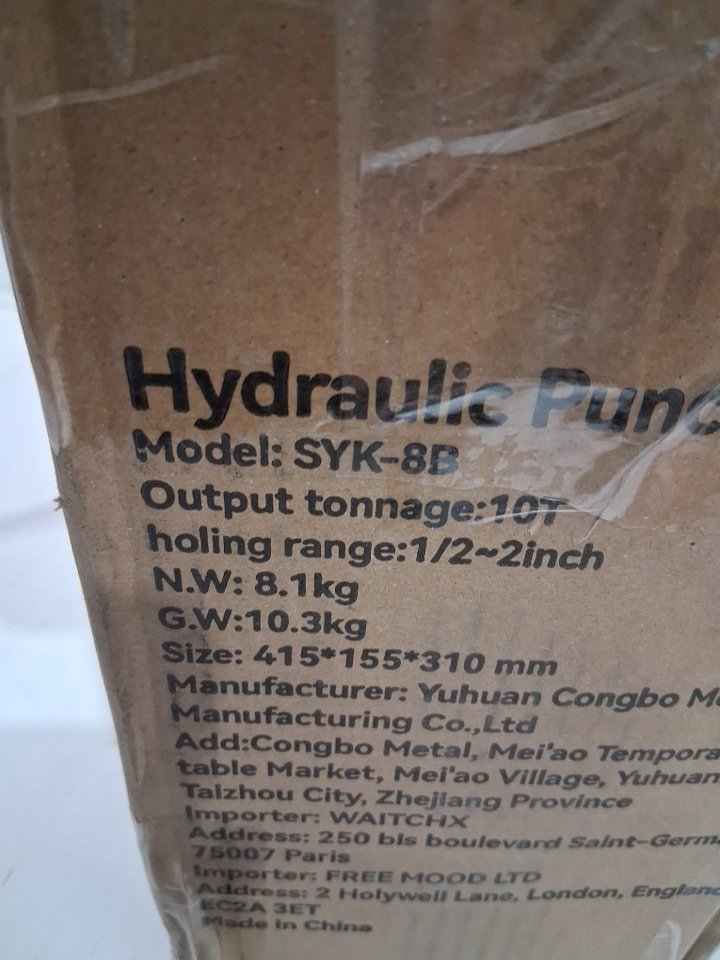 Hydraulic Punc
Model: SYK-8B
Output tonnage:10T
holing range:1/2~2inch
N.W: 8.1kg
G.W:10.3kg
Size: 415*155*310 mm
Manufacturer: Yuhuan Congbo Me
Manufacturing Co.,Ltd
Add:Congbo Metal, Mei'ao Tempora
table Market, Mei'ao Village, Yuhuan
Taizhou City, Zhejiang Province
Importer: WAITCHX
Address: 250 bis boulevard Saint-Germa
75007 Paris
Importer: FREE MOOD LTD
Address: 2 Holywell Lane, London, England
EC2A 3ET
Made in China